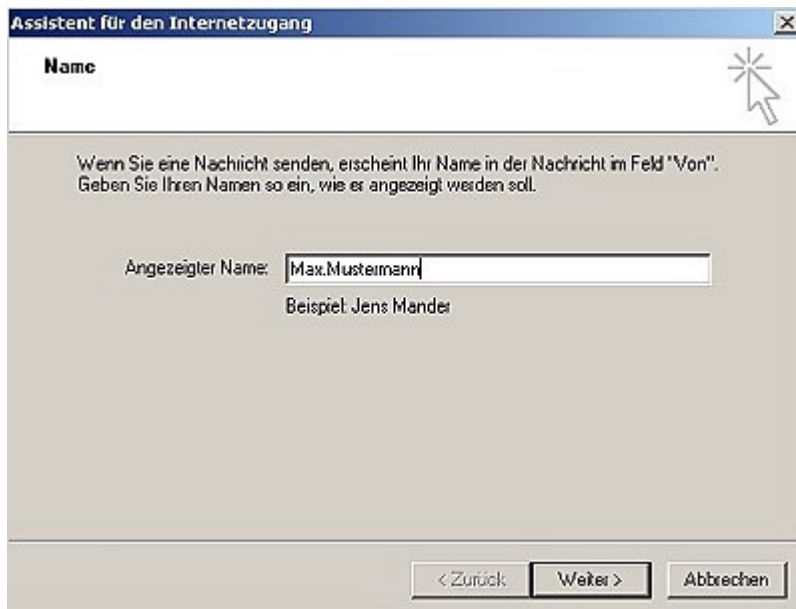 Assistent für den Internetzugang
Name
Wenn Sie eine Nachricht senden, erscheint Ihr Name in der Nachricht im Feld "Von".
Geben Sie Ihren Namen so ein, wie er angezeigt werden soll.
Angezeigter Name: Max.Mustermann
Beispiel: Jens Mander
< Zurück Weiter > Abbrechen